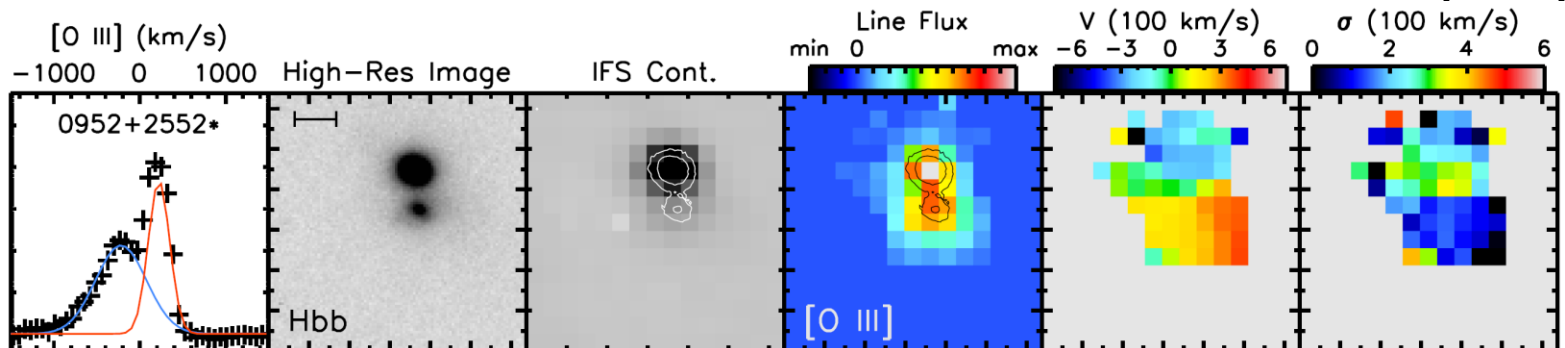 [O III] (km/s)
−1000 0 1000
0952+2552*
High-Res Image
Hbb
IFS Cont.
Line Flux
min 0 max
[O III]
V (100 km/s)
−6 −3 0 3 6
σ (100 km/s)
0 2 4 6